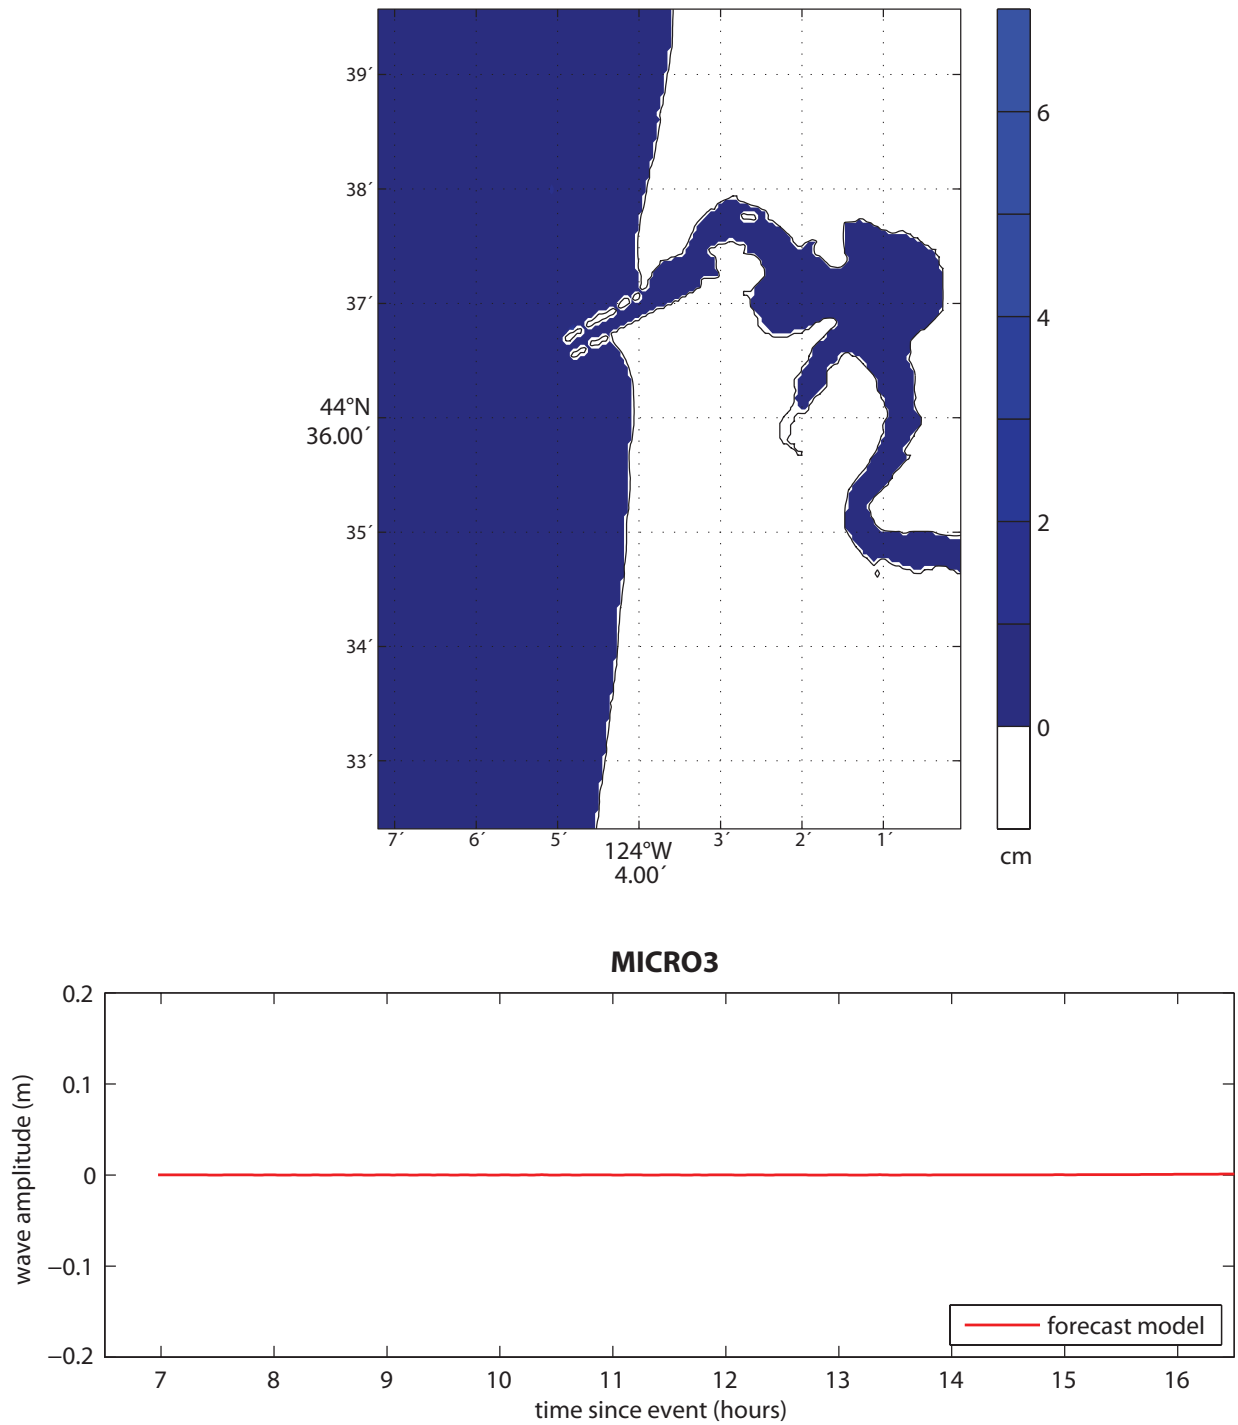 39′
38′
37′
44°N
36.00′
35′
34′
33′
7′ 6′ 5′ 124°W 3′ 2′ 1′
4.00′
6
4
2
0
cm
MICRO3
0.2
0.1
0
−0.1
−0.2
wave amplitude (m)
forecast model
7 8 9 10 11 12 13 14 15 16
time since event (hours)